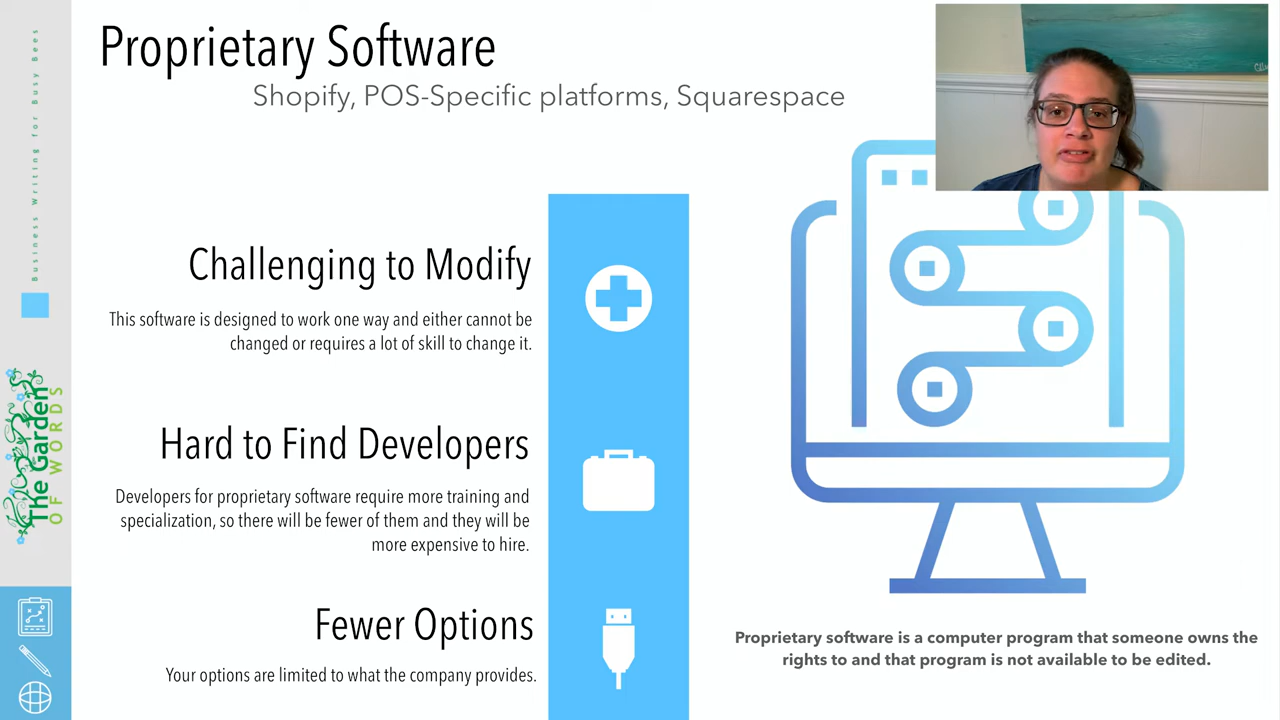 Proprietary Software
Shopify, POS-Specific platforms, Squarespace
Challenging to Modify
This software is designed to work one way and either cannot be
changed or requires a lot of skill to change it.
Hard to Find Developers
Developers for proprietary software require more training and
specialization, so there will be fewer of them and they will be
more expensive to hire.
Fewer Options
Your options are limited to what the company provides.
Proprietary software is a computer program that someone owns the
rights to and that program is not available to be edited.
Business Writing for Busy Bees
The Garden
OF WORDS